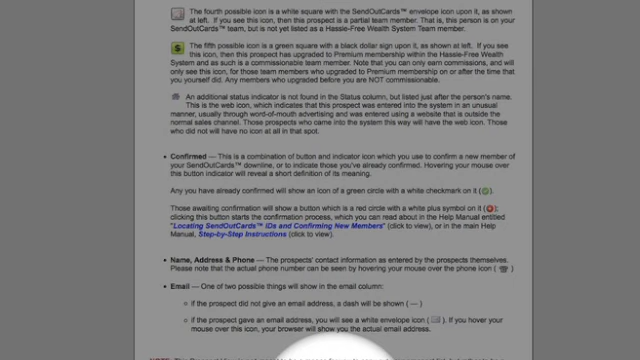 The fourth possible icon is a white square with the SendOutCards™ envelope icon upon it, as shown
at left. If you see this icon, then this prospect is a partial team member. That is, this person is on your
SendOutCards™ team, but is not yet listed as a Hassle-Free Wealth System Team member.
The fifth possible icon is a green square with a black dollar sign upon it, as shown at left. If you see
this icon, then this prospect has upgraded to Premium membership within the Hassle-Free Wealth
System and as such is a commissionable team member. Note that you can only earn commissions, and will
only see this icon, for those team members who upgraded to Premium membership on or after the time that
you yourself did. Any members who upgraded before you are NOT commissionable.
An additional status indicator is not found in the Status column, but listed just after the person's name.
This is the web icon, which indicates that this prospect was entered into the system in an unusual
manner, usually through word-of-mouth advertising and was entered using a website that is outside the
normal sales channel. Those prospects who came into the system this way will have the web icon. Those
who did not will have no icon at all in that spot.
• Confirmed — This is a combination of button and indicator icon which you use to confirm a new member of
your SendOutCards™ downline, or to indicate those you've already confirmed. Hovering your mouse over
this button indicator will reveal a short definition of its meaning.
Any you have already confirmed will show an icon of a green circle with a white checkmark on it ( ).
Those awaiting confirmation will show a button which is a red circle with a white plus symbol on it ( );
clicking this button starts the confirmation process, which you can read about in the Help Manual entitled
"Locating SendOutCards™ IDs and Confirming New Members" (click to view), or in the main Help
Manual, Step-by-Step Instructions (click to view).
• Name, Address & Phone — The prospects' contact information as entered by the prospects themselves.
Please note that the actual phone number can be seen by hovering your mouse over the phone icon ( )
• Email — One of two possible things will show in the email column:
o if the prospect did not give an email address, a dash will be shown ( — )
o if the prospect gave an email address, you will see a white envelope icon ( ). If you hover your
mouse over this icon, your browser will show you the actual email address.